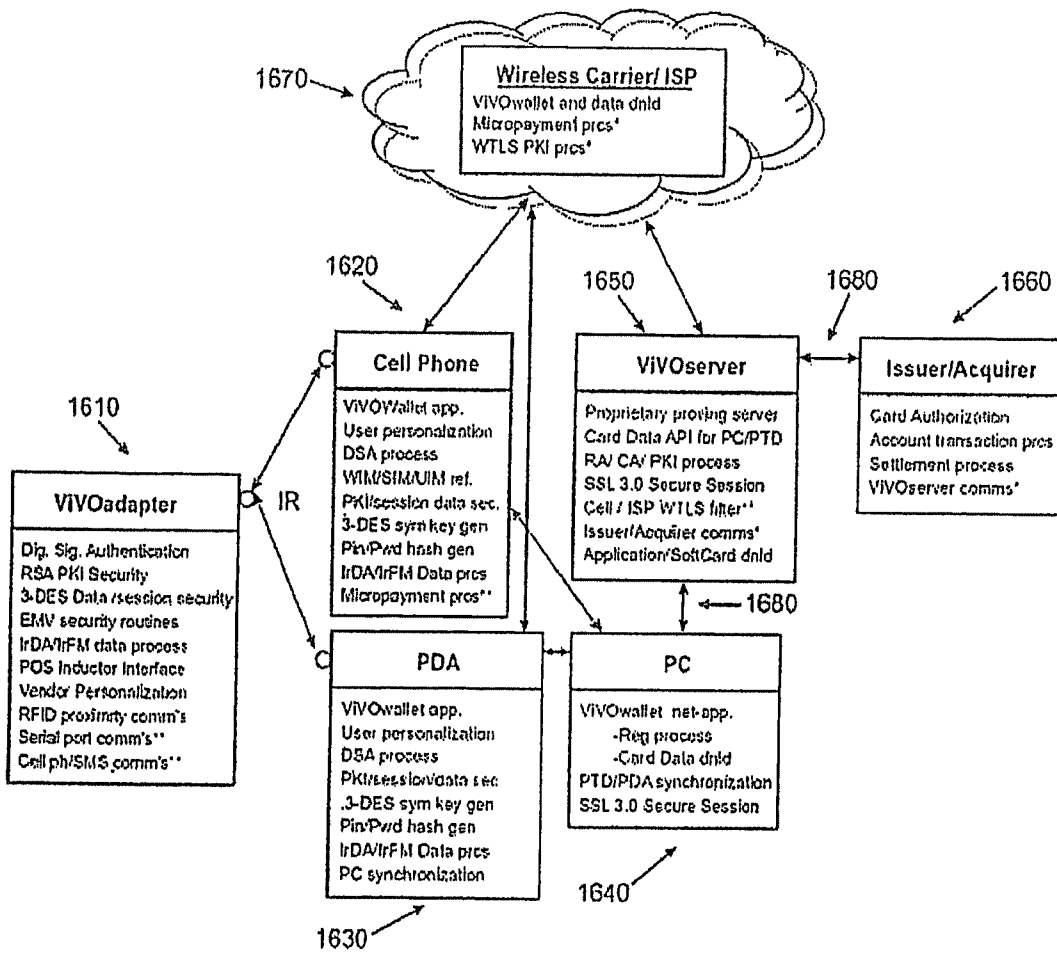 1670
Wireless Carrier/ ISP
ViVOwallet and data dnld
Micropayment prcs*
WTLS PKI prcs*
1620
1650
1680
1660
Cell Phone
ViVOWallet app.
User personalization
DSA process
WIM/SIM/UIM ref.
PKI/session data sec.
3-DES sym key gen
Pin/Pwd hash gen
IrDA/IrFM Data prcs
Micropayment prcs**
ViVOserver
Proprietary proving server
Card Data API for PC/PTD
RA/ CA/ PKI process
SSL 3.0 Secure Session
Cell / ISP WTLS filter**
Issuer/Acquirer comms*
Application/SoftCard dnld
Issuer/Acquirer
Card Authorization
Account transaction prcs
Settlement process
ViVOserver comms*
1610
ViVOadapter
Dig. Sig. Authentication
RSA PKI Security
3-DES Data /session security
EMV security routines
IrDA/IrFM data process
POS Inductor Interface
Vendor Personalization
RFID proximity comm's
Serial port comm's**
Cell ph/SMS comm's**
IR
1680
PDA
ViVOwallet app.
User personalization
DSA process
PKI/session/data sec
.3-DES sym key gen
Pin/Pwd hash gen
IrDA/IrFM Data prcs
PC synchronization
PC
ViVOwallet net-app.
-Reg process
-Card Data dnld
PTD/PDA synchronization
SSL 3.0 Secure Session
1640
1630